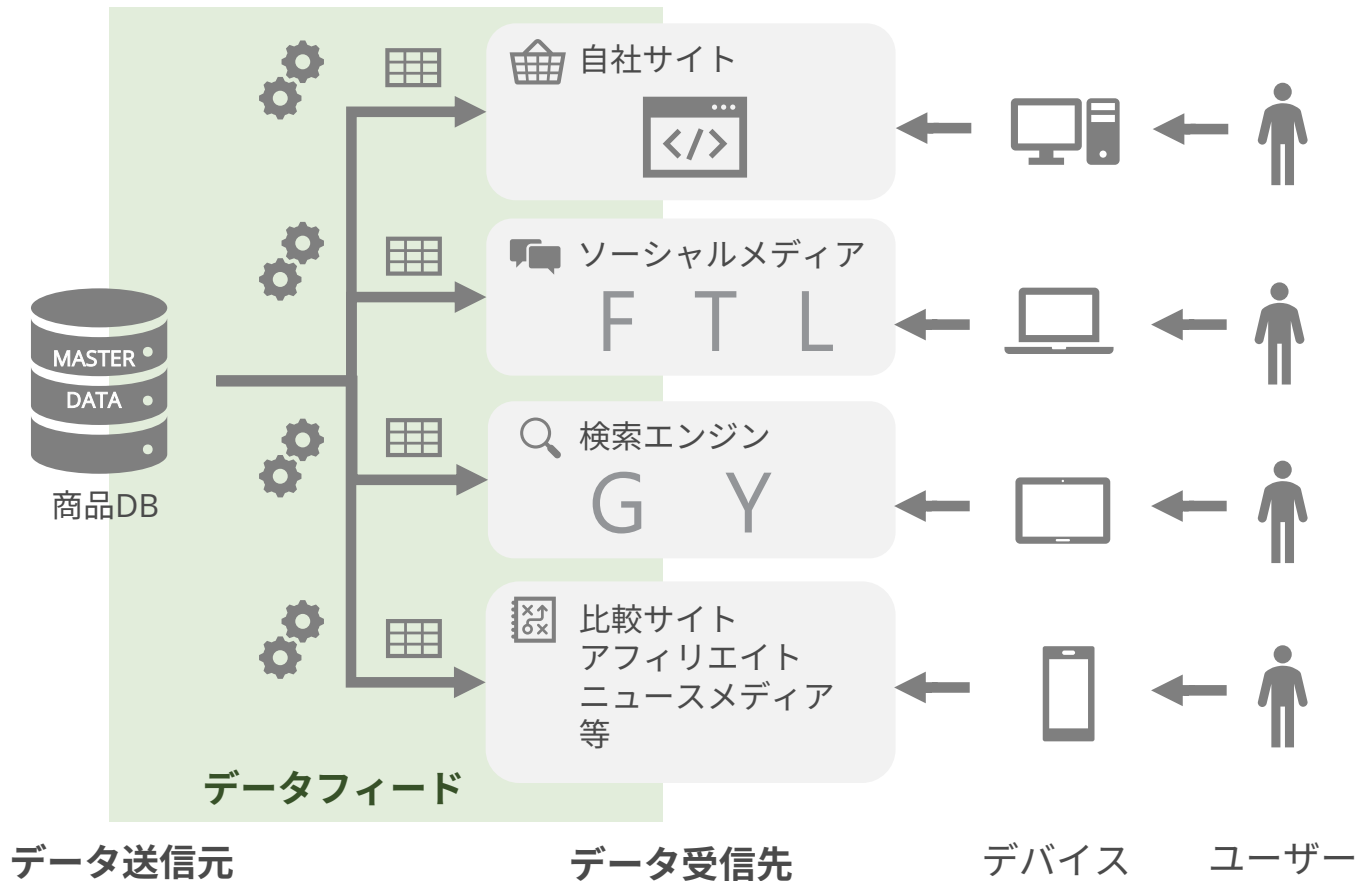 自社サイト
</>
ソーシャルメディア
F T L
MASTER
DATA
商品DB
検索エンジン
G Y
比較サイト
アフィリエイト
ニュースメディア
等
データフィード
データ送信元
データ受信先
デバイス
ユーザー